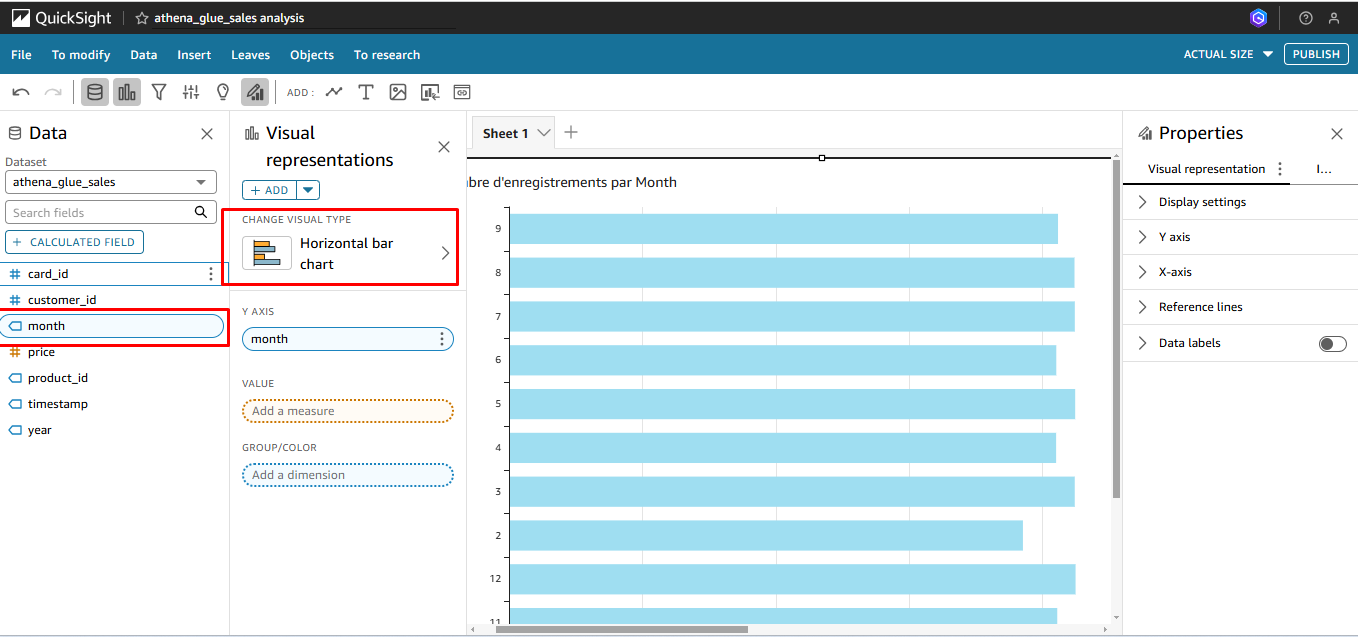 QuickSight
athena_glue_sales analysis
File
To modify
Data
Insert
Leaves
Objects
To research
ACTUAL SIZE
PUBLISH
ADD :
Data
Dataset
athena_glue_sales
Search fields
+ CALCULATED FIELD
card_id
customer_id
month
price
product_id
timestamp
year
Visual
representations
+ ADD
CHANGE VISUAL TYPE
Horizontal bar
chart
Y AXIS
month
VALUE
Add a measure
GROUP/COLOR
Add a dimension
Sheet 1
bre d'enregistrements par Month
9
8
7
6
5
4
3
2
12
11
Properties
Visual representation
I...
Display settings
Y axis
X-axis
Reference lines
Data labels